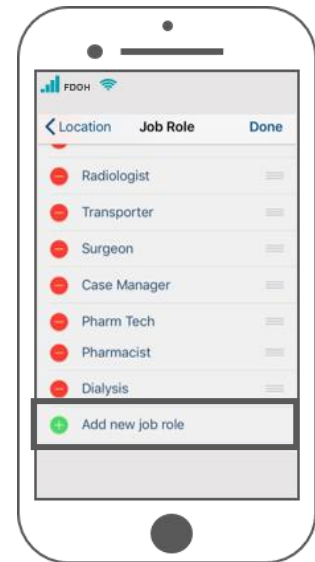 FDOH
Location Job Role Done
Radiologist
Transporter
Surgeon
Case Manager
Pharm Tech
Pharmacist
Dialysis
Add new job role